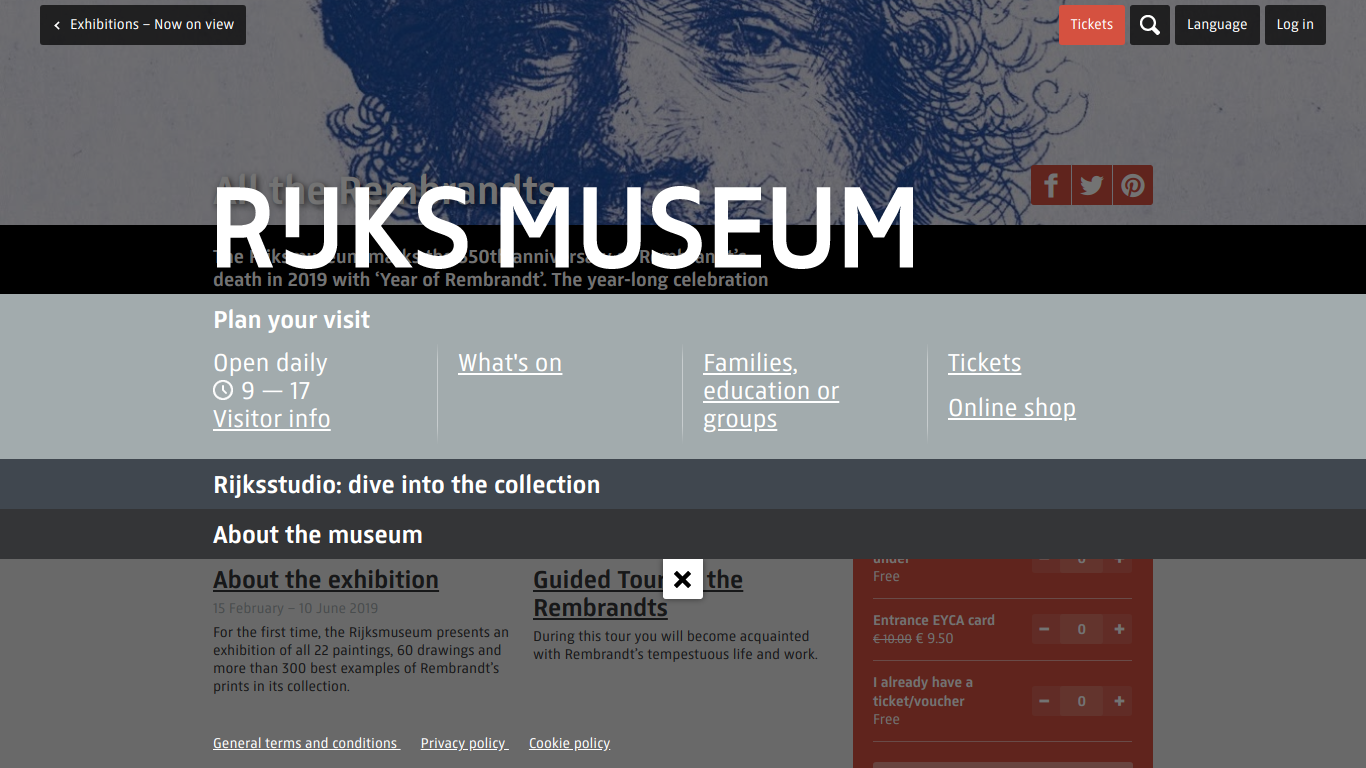 Exhibitions – Now on view
Tickets
Language
Log in
All the Rembrandts
RIJKS MUSEUM
The Rijksmuseum marks the 350th anniversary of Rembrandt's
death in 2019 with ‘Year of Rembrandt’. The year-long celebration
Plan your visit
Open daily
9 — 17
Visitor info
What's on
Families,
education or
groups
Tickets
Online shop
Rijksstudio: dive into the collection
About the museum
About the exhibition
15 February – 10 June 2019
For the first time, the Rijksmuseum presents an
exhibition of all 22 paintings, 60 drawings and
more than 300 best examples of Rembrandt's
prints in its collection.
Guided Tour the
Rembrandts
During this tour you will become acquainted
with Rembrandt's tempestuous life and work.
under
Free
0
Entrance EYCA card
€ 10.00 € 9.50
0
I already have a
ticket/voucher
Free
0
General terms and conditions
Privacy policy
Cookie policy